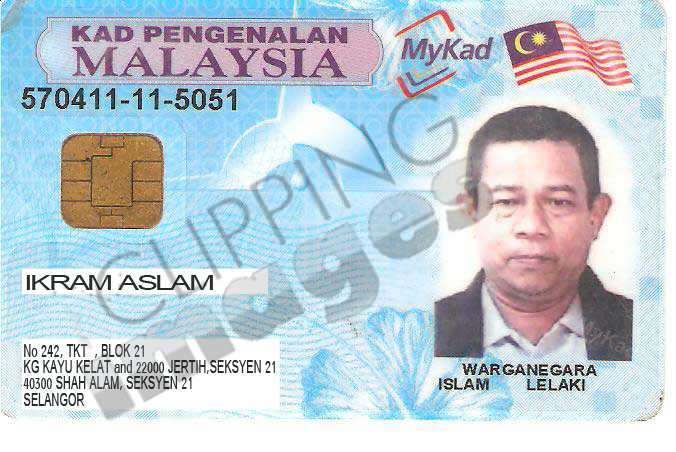 KAD PENGENALAN
MALAYSIA
MyKad
570411-11-5051
CLIPPING
images
IKRAM ASLAM
No 242, TKT , BLOK 21
KG KAYU KELAT and 22000 JERTIH,SEKSYEN 21
40300 SHAH ALAM, SEKSYEN 21
SELANGOR
MyKad
WARGANEGARA
ISLAM LELAKI